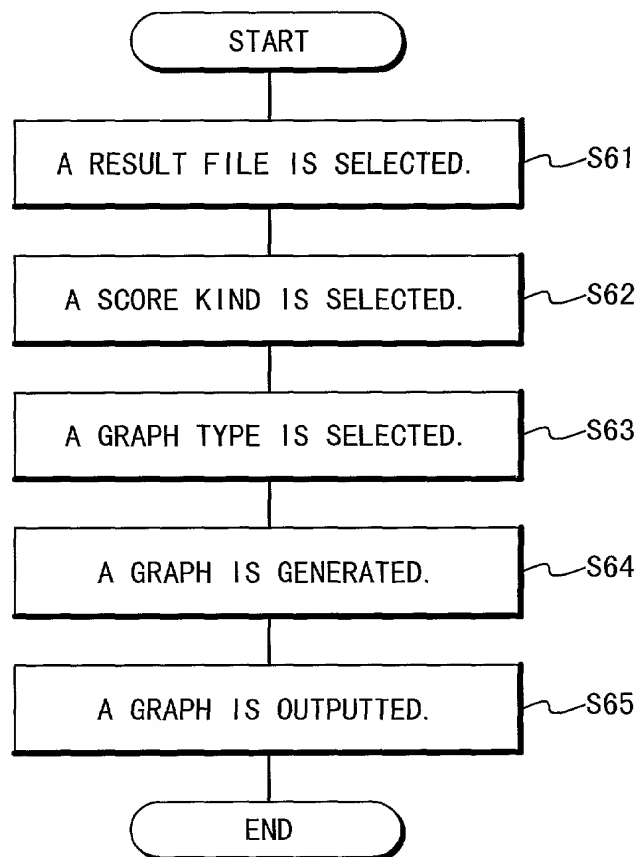 START
A RESULT FILE IS SELECTED.
S61
A SCORE KIND IS SELECTED.
S62
A GRAPH TYPE IS SELECTED.
S63
A GRAPH IS GENERATED.
S64
A GRAPH IS OUTPUTTED.
S65
END